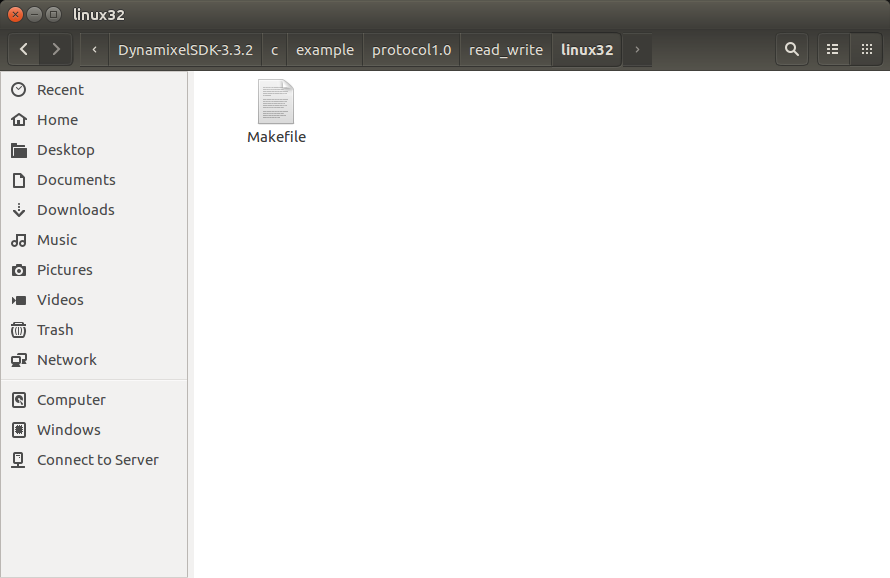 linux32
DynamixelSDK-3.3.2 c example protocol1.0 read_write linux32
Recent
Home
Desktop
Documents
Downloads
Music
Pictures
Videos
Trash
Network
Computer
Windows
Connect to Server
Makefile